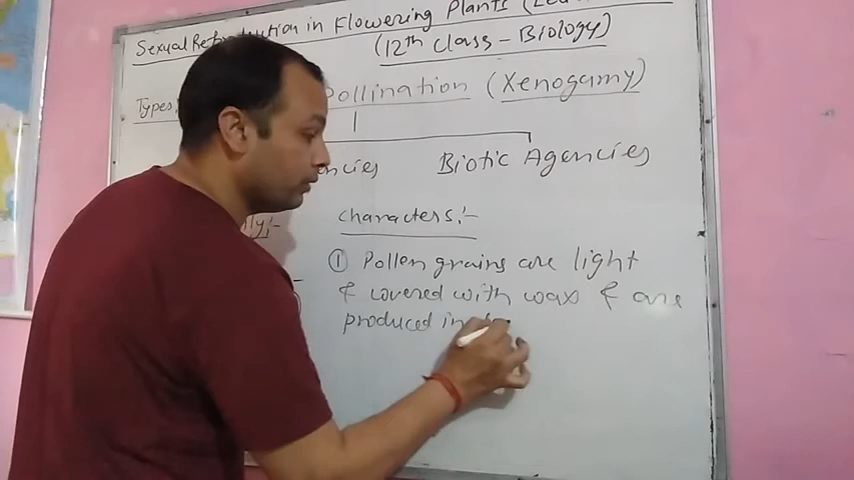 Sexual Reproduction in Flowering Plants
(12th Class - Biology)
Types
Pollination (Xenogamy)
Biotic Agencies
Characters:-
① Pollen grains are light
& covered with wax & are
produced in